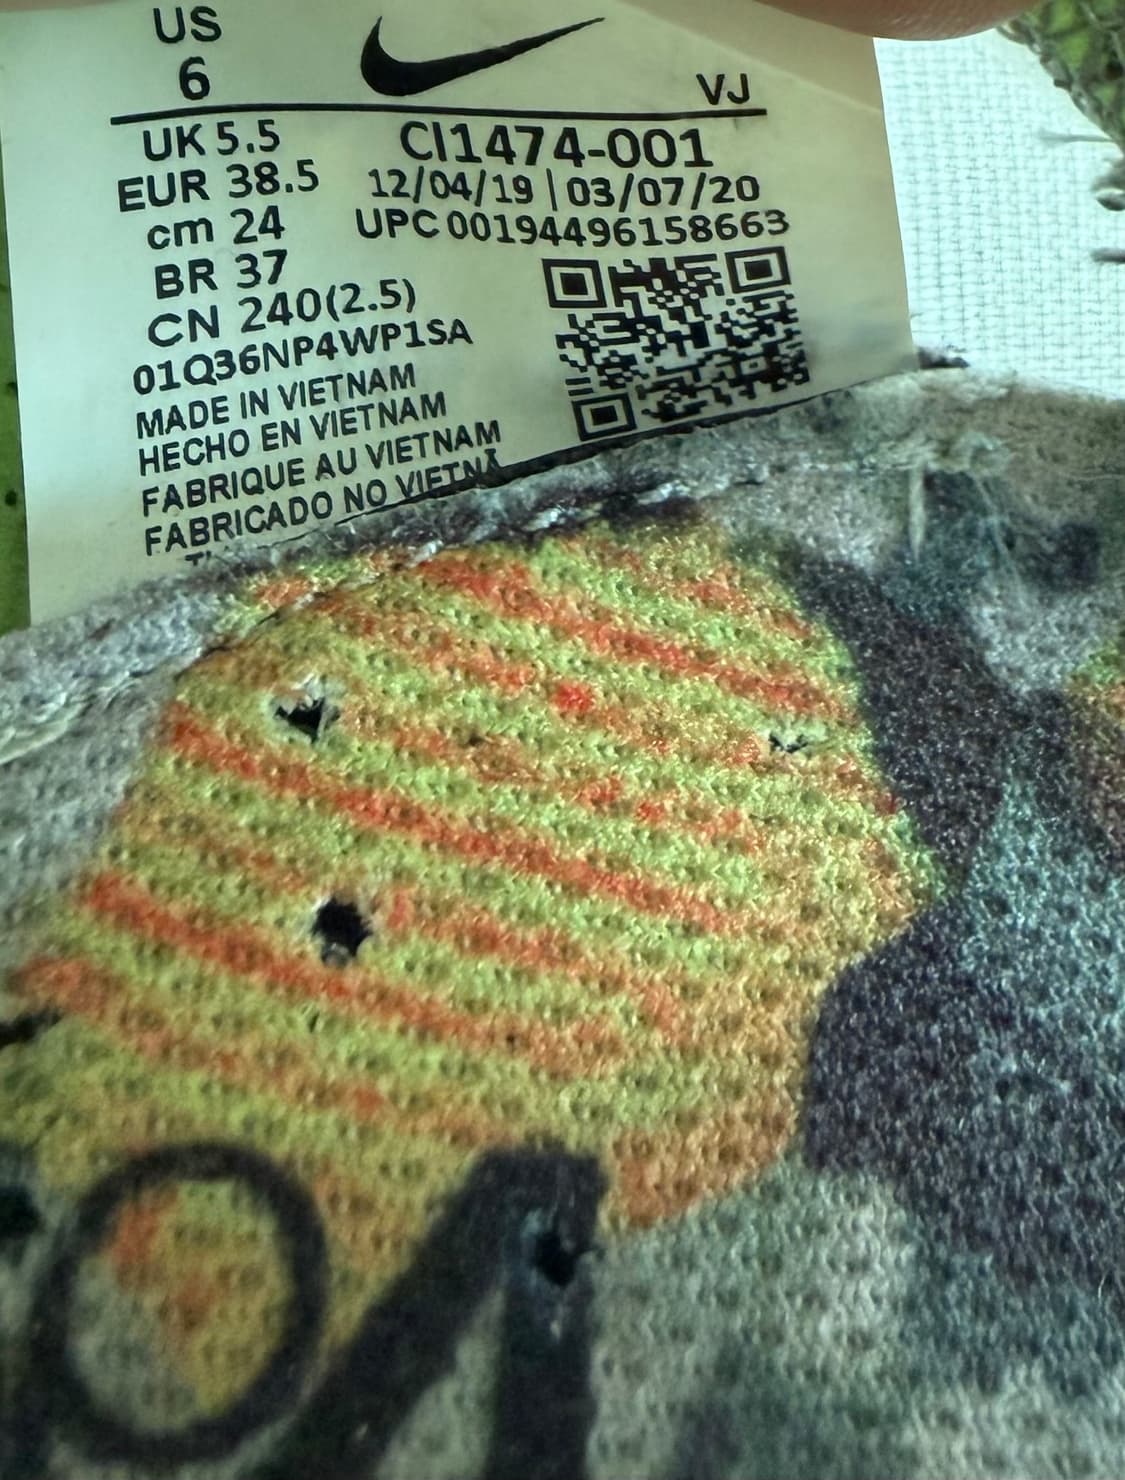 US
6
VJ
UK 5.5
EUR 38.5
cm 24
BR 37
CN 240(2.5)
CI1474-001
12/04/19 | 03/07/20
UPC 00194496158663
01Q36NP4WP1SA
MADE IN VIETNAM
HECHO EN VIETNAM
FABRIQUE AU VIETNAM
FABRICADO NO VIETNÃ